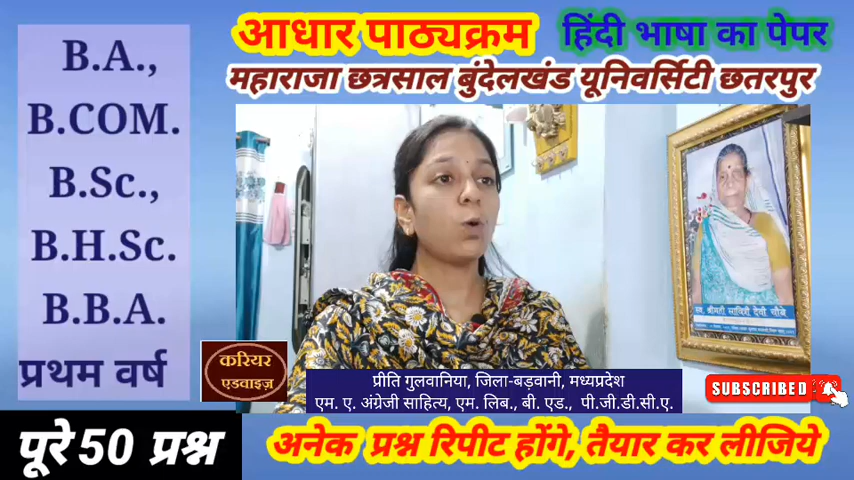 आधार पाठ्यक्रम हिंदी भाषा का पेपर
महाराजा छत्रसाल बुंदेलखंड यूनिवर्सिटी छतरपुर
B.A.,
B.COM.
B.Sc.,
B.H.Sc.
B.B.A.
प्रथम वर्ष
स्व. श्रीमती सावित्री देवी चौबे
करियर
एडवाइज़
प्रीति गुलवानिया, जिला-बड़वानी, मध्यप्रदेश
एम. ए. अंग्रेजी साहित्य, एम. लिब., बी. एड., पी.जी.डी.सी.ए.
SUBSCRIBED
पूरे 50 प्रश्न
अनेक प्रश्न रिपीट होंगे, तैयार कर लीजिये